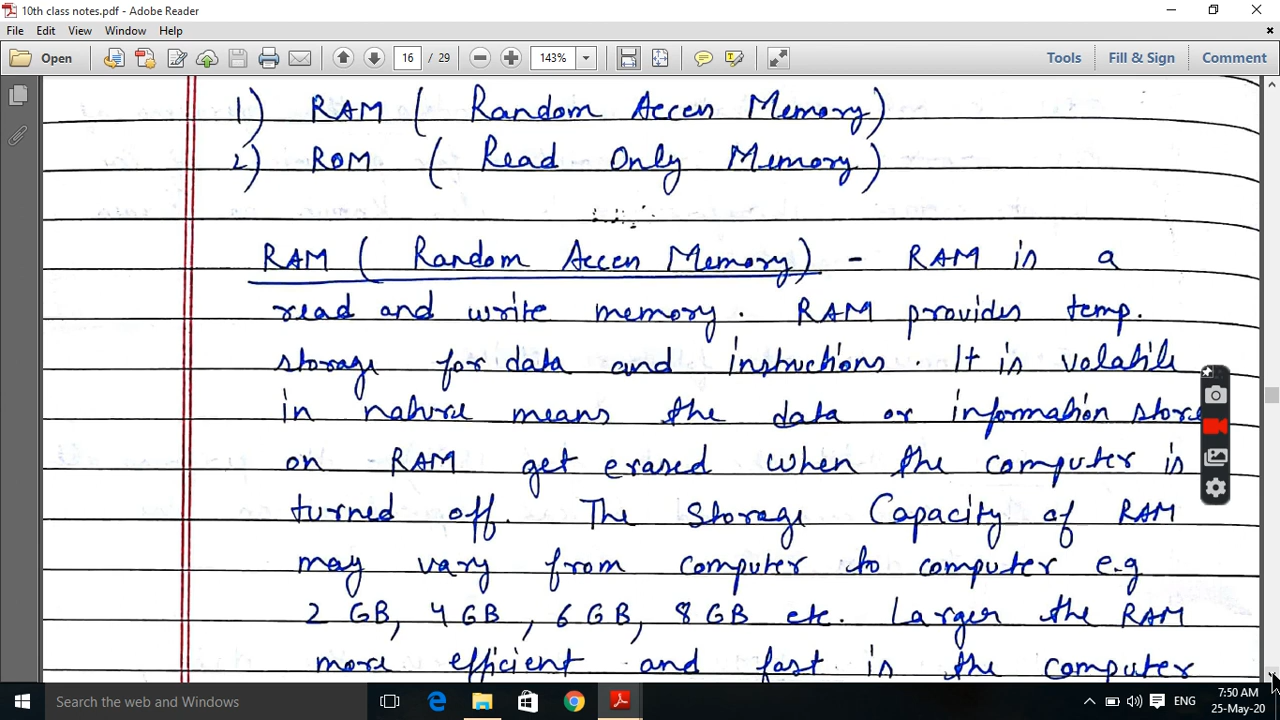 10th class notes.pdf - Adobe Reader
File Edit View Window Help
Open 16 / 29 143% Tools Fill & Sign Comment
1) RAM ( Random Accen Memory)
2) ROM ( Read Only Memory)
RAM ( Random Accen Memory) - RAM is a
read and write memory. RAM provides temp.
storage for data and instructions. It is volatile
in nature means the data or information store
on RAM get erased when the computer is
turned off. The Storage Capacity of RAM
may vary from computer to computer e.g
2 GB, 4 GB, 6 GB, 8 GB etc. Larger the RAM
more efficient and fast is the computer
Search the web and Windows
ENG
7:50 AM
25-May-20